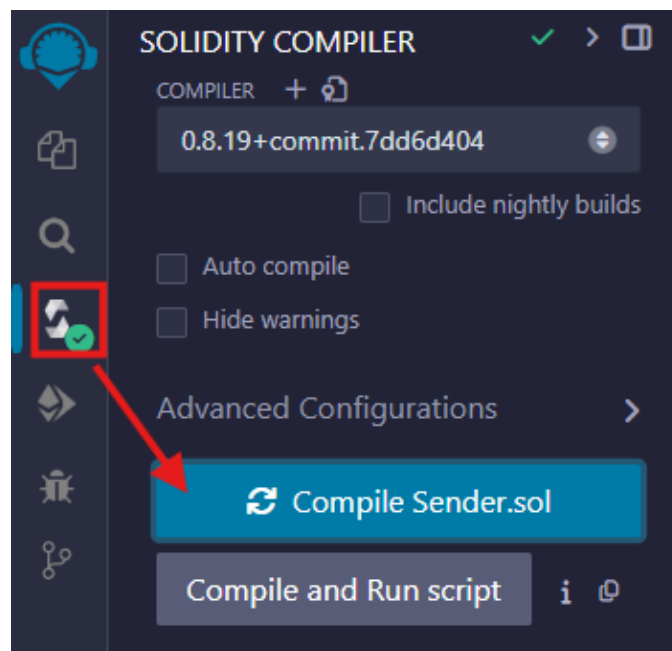 SOLIDITY COMPILER
COMPILER
0.8.19+commit.7dd6d404
Include nightly builds
Auto compile
Hide warnings
Advanced Configurations
Compile Sender.sol
Compile and Run script